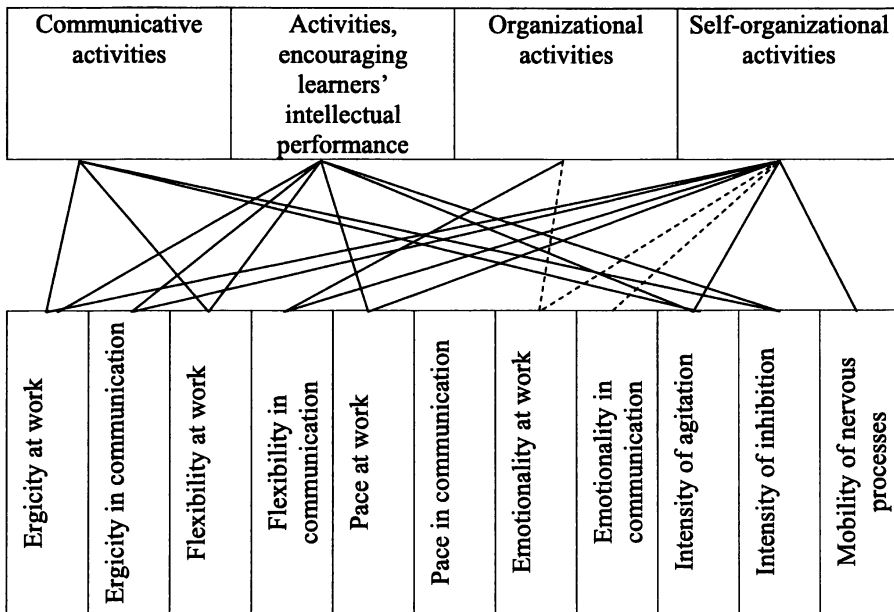 Communicative
activities
Activities,
encouraging
learners’
intellectual
performance
Organizational
activities
Self-organizational
activities
Ergicity at work
Ergicity in communication
Flexibility at work
Flexibility in
communication
Pace at work
Pace in communication
Emotionality at work
Emotionality in
communication
Intensity of agitation
Intensity of inhibition
Mobility of nervous
processes